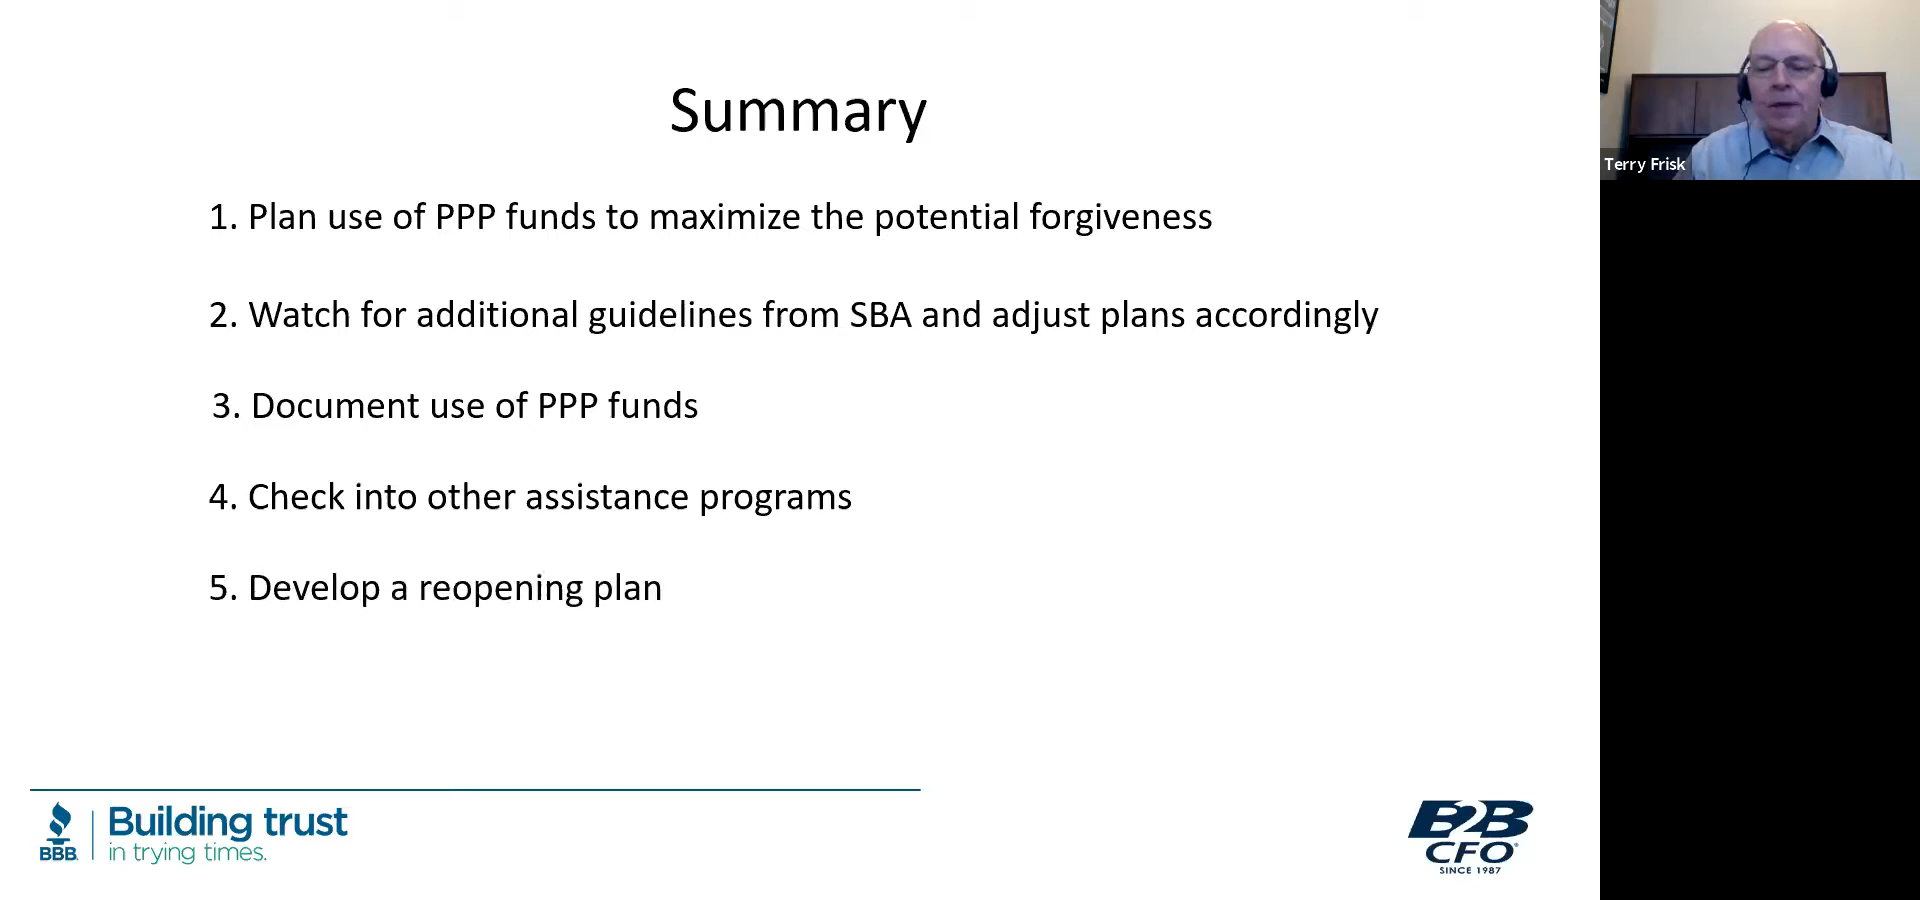 Summary
1. Plan use of PPP funds to maximize the potential forgiveness
2. Watch for additional guidelines from SBA and adjust plans accordingly
3. Document use of PPP funds
4. Check into other assistance programs
5. Develop a reopening plan
BBB
Building trust
in trying times.
B2B
CFO
SINCE 1987
Terry Frisk